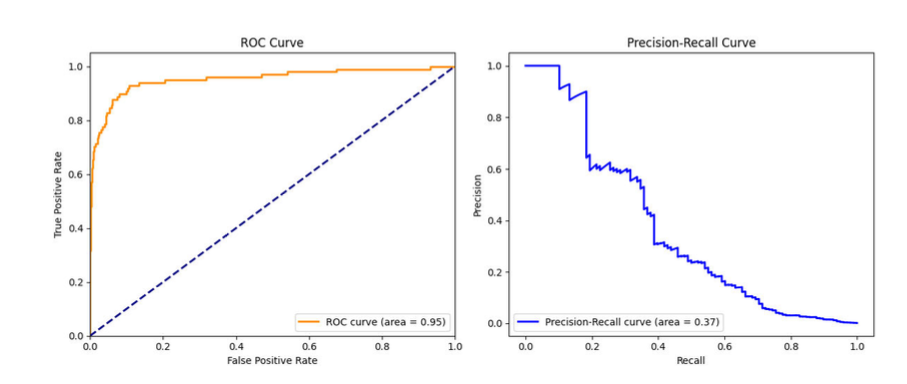 ROC Curve
True Positive Rate
1.0
0.8
0.6
0.4
0.2
0.0
0.0 0.2 0.4 0.6 0.8 1.0
False Positive Rate
ROC curve (area = 0.95)
Precision-Recall Curve
Precision
1.0
0.8
0.6
0.4
0.2
0.0
0.0 0.2 0.4 0.6 0.8 1.0
Recall
Precision-Recall curve (area = 0.37)